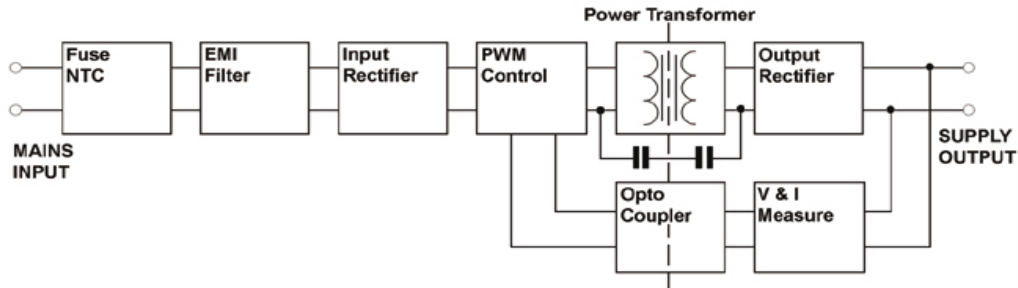 Power Transformer
Fuse
NTC
EMI
Filter
Input
Rectifier
PWM
Control
Output
Rectifier
MAINS
INPUT
SUPPLY
OUTPUT
Opto
Coupler
V & I
Measure